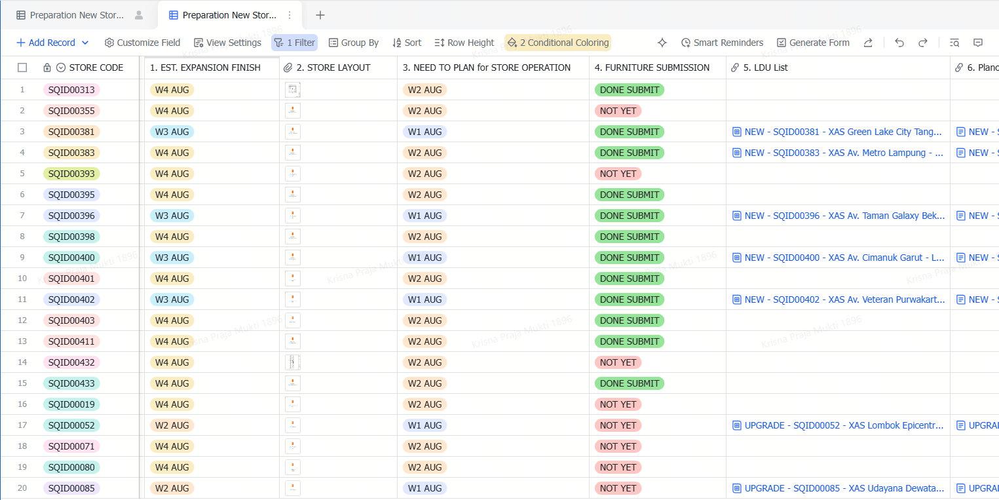 Preparation New Stor... Preparation New Stor...
Add Record Customize Field View Settings 1 Filter Group By Sort Row Height 2 Conditional Coloring Smart Reminders Generate Form
STORE CODE 1. EST. EXPANSION FINISH 2. STORE LAYOUT 3. NEED TO PLAN for STORE OPERATION 4. FURNITURE SUBMISSION 5. LDU List 6. Plano
1 SQID00313 W4 AUG W2 AUG DONE SUBMIT
2 SQID00355 W4 AUG W2 AUG NOT YET
3 SQID00381 W3 AUG W1 AUG DONE SUBMIT NEW - SQID00381 - XAS Green Lake City Tang... NEW - S
4 SQID00383 W4 AUG W2 AUG DONE SUBMIT NEW - SQID00383 - XAS Av. Metro Lampung - ... NEW - S
5 SQID00393 W4 AUG W2 AUG NOT YET
6 SQID00395 W4 AUG W2 AUG DONE SUBMIT
7 SQID00396 W3 AUG W1 AUG DONE SUBMIT NEW - SQID00396 - XAS Av. Taman Galaxy Bek... NEW - S
8 SQID00398 W4 AUG W2 AUG DONE SUBMIT
9 SQID00400 W3 AUG W1 AUG DONE SUBMIT NEW - SQID00400 - XAS Av. Cimanuk Garut - L... NEW - S
10 SQID00401 W4 AUG W2 AUG DONE SUBMIT
11 SQID00402 W3 AUG W1 AUG DONE SUBMIT NEW - SQID00402 - XAS Av. Veteran Purwakart... NEW - S
12 SQID00403 W4 AUG W2 AUG DONE SUBMIT
13 SQID00411 W4 AUG W2 AUG DONE SUBMIT
14 SQID00432 W4 AUG W2 AUG NOT YET
15 SQID00433 W4 AUG W2 AUG DONE SUBMIT
16 SQID00019 W4 AUG W2 AUG NOT YET
17 SQID00052 W2 AUG W1 AUG NOT YET UPGRADE - SQID00052 - XAS Lombok Epicentr... UPGRAD
18 SQID00071 W4 AUG W2 AUG NOT YET
19 SQID00080 W4 AUG W2 AUG NOT YET
20 SQID00085 W2 AUG W1 AUG NOT YET UPGRADE - SQID00085 - XAS Udayana Dewata... UPGRAD
Krisna Praja Mukti 1896